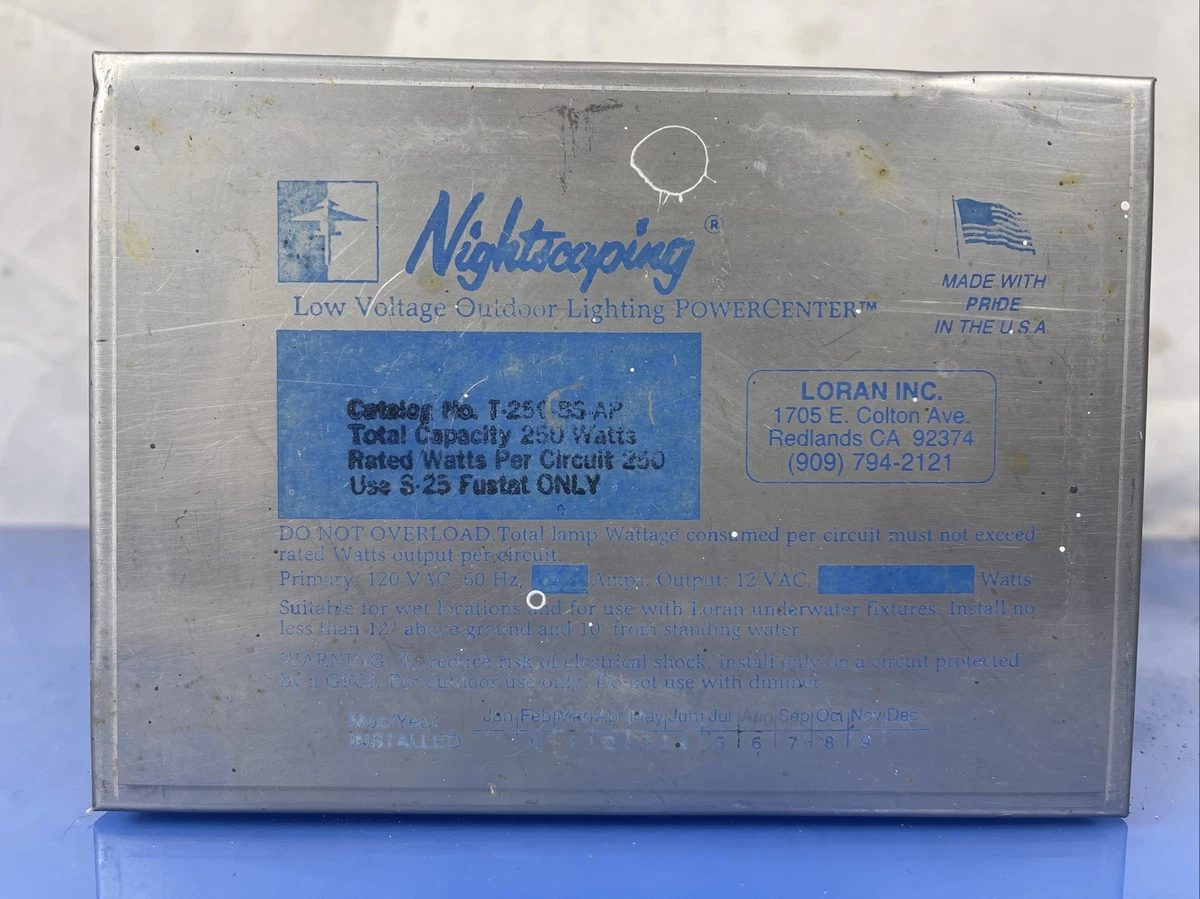 Nightscaping ®
Low Voltage Outdoor Lighting POWERCENTER™
MADE WITH
PRIDE
IN THE U.S.A
Catalog No. SS-AP
Total Capacity 250 Watts
Rated Watts Per Circuit 250
Use S-25 Fustat ONLY
LORAN INC.
1705 E. Colton Ave.
Redlands CA 92374
(909) 794-2121
DO NOT OVERLOAD. Total lamp Wattage consumed per circuit must not exceed
rated Watts output per circuit.
Primary: 120 VAC, 60 Hz, Amps. Output: 12 VAC, Watts
Suitable for wet locations and for use with Loran underwater fixtures. Install no
less than 12" above ground and 10' from standing water.
WARNING: To reduce risk of electrical shock, install only on a circuit protected
by a GFCI. For outdoor use only. Do not use with dimmer.
Mon/Year Jan Feb Mar Apr May Jun Jul Aug Sep Oct Nov Dec
INSTALLED 0 1 2 3 4 5 6 7 8 9